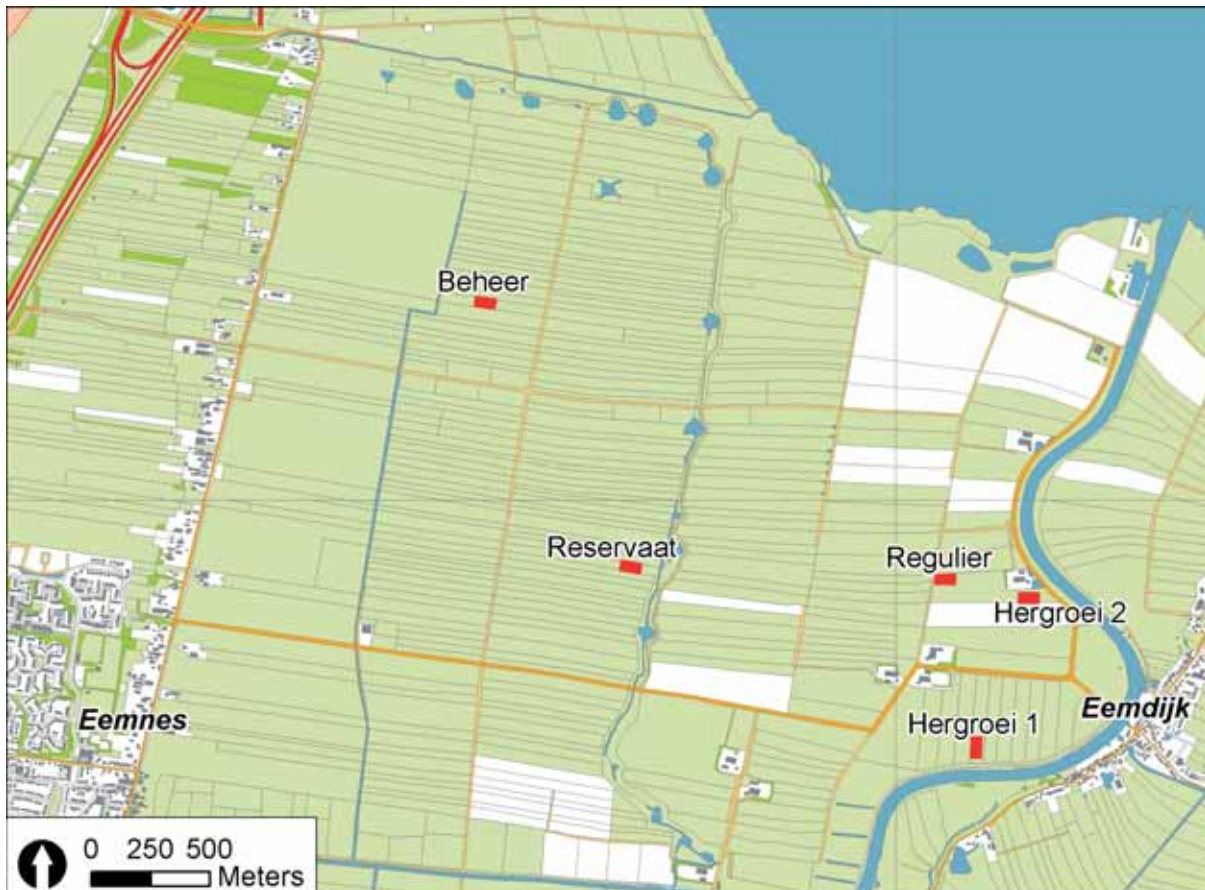 Beheer
Reservaat
Regulier
Hergroei 2
Eemnes
Eemdijk
Hergroei 1
0 250 500
Meters